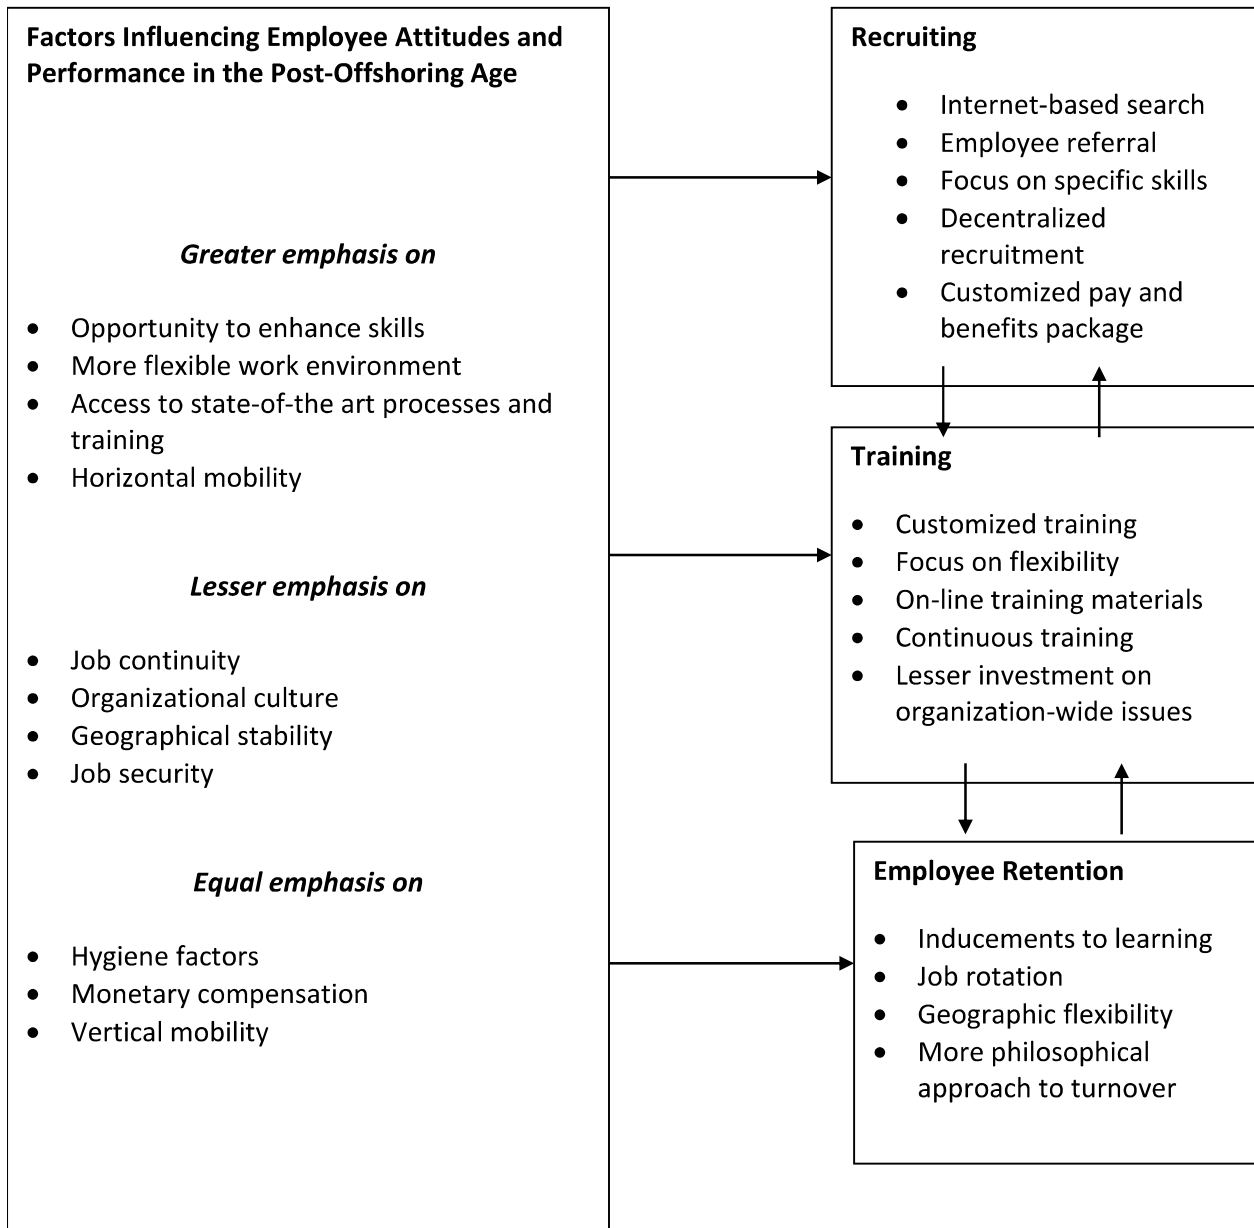 Factors Influencing Employee Attitudes and
Performance in the Post-Offshoring Age
Greater emphasis on
• Opportunity to enhance skills
• More flexible work environment
• Access to state-of-the art processes and
training
• Horizontal mobility
Lesser emphasis on
• Job continuity
• Organizational culture
• Geographical stability
• Job security
Equal emphasis on
• Hygiene factors
• Monetary compensation
• Vertical mobility
Recruiting
• Internet-based search
• Employee referral
• Focus on specific skills
• Decentralized
recruitment
• Customized pay and
benefits package
Training
• Customized training
• Focus on flexibility
• On-line training materials
• Continuous training
• Lesser investment on
organization-wide issues
Employee Retention
• Inducements to learning
• Job rotation
• Geographic flexibility
• More philosophical
approach to turnover